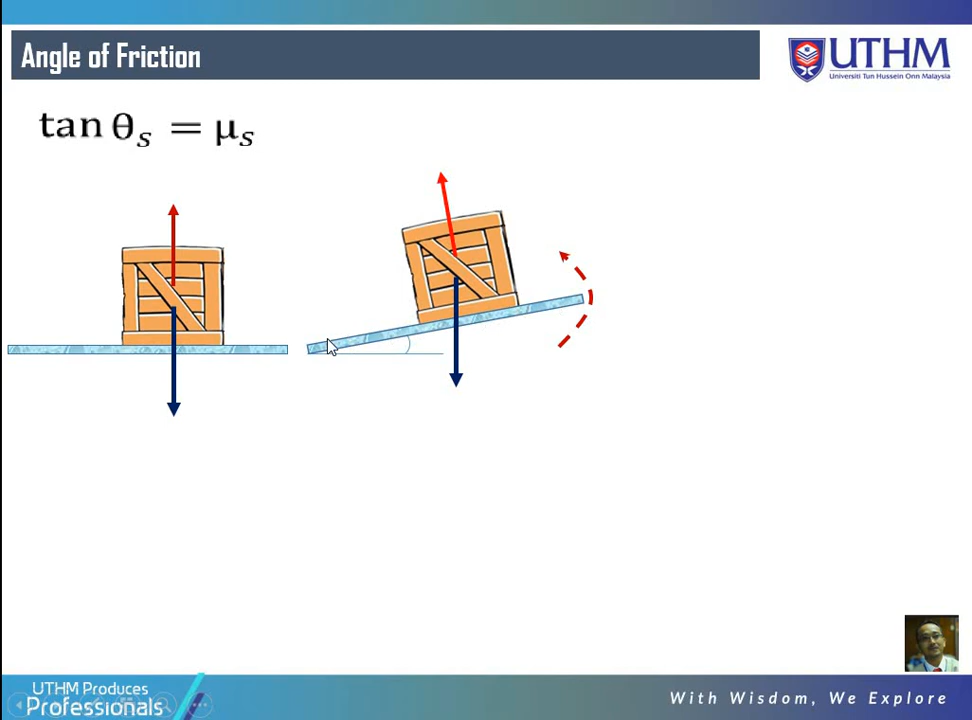 Angle of Friction
UTHM
Universiti Tun Hussein Onn Malaysia
tan θₛ = μₛ
UTHM Produces
Professionals
With Wisdom, We Explore